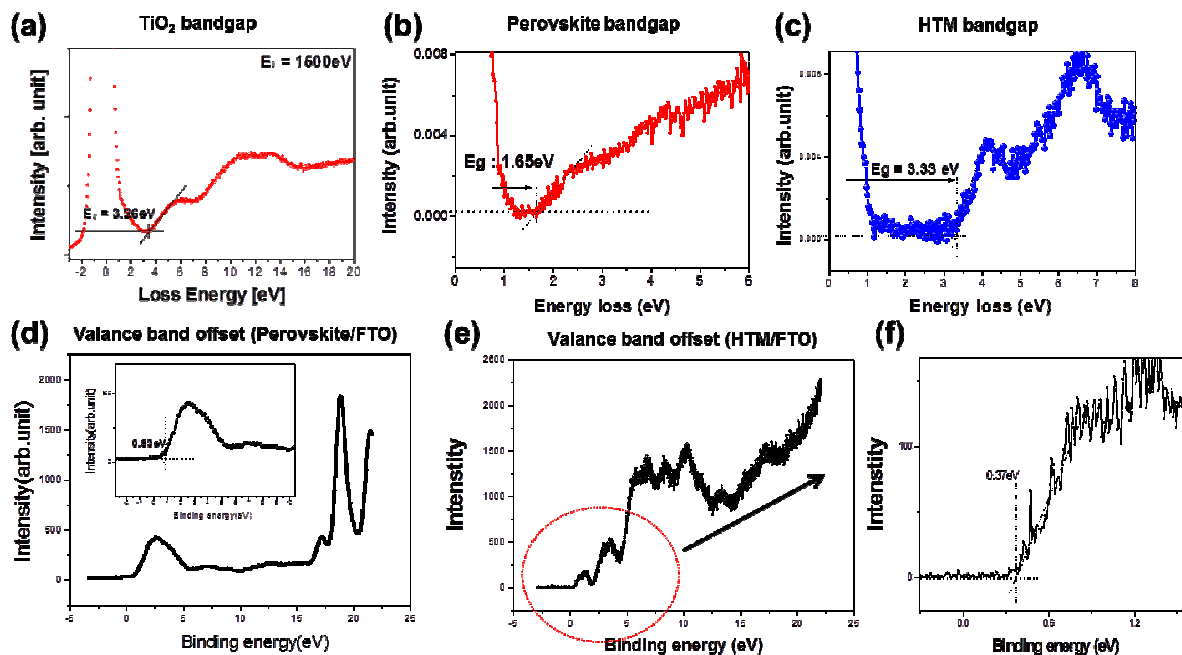 (a)
TiO₂ bandgap
E₀ = 1500eV
Intensity [arb.unit)
E₉ = 3.26eV
-2 0 2 4 6 8 10 12 14 16 18 20
Loss Energy [eV]
(b)
Perovskite bandgap
0.008
0.004
0.000
Intensity (arb.unit)
Eg : 1.65eV
0 1 2 3 4 5 6
Energy loss (eV)
(c)
HTM bandgap
0.004
0.000
Intensity (arb.unit)
Eg = 3.33 eV
0 1 2 3 4 5 6 7 8
Energy loss (eV)
(d)
Valance band offset (Perovskite/FTO)
2000
1500
1000
500
0
Intensity(arb.unit)
Intensity(arb.unit)
Binding energy(eV)
-5 0 5 10 15 20 25
Binding energy(eV)
(e)
Valance band offset (HTM/FTO)
2500
2000
1500
1000
500
0
Intenstity
-5 0 5 10 15 20 25
Binding energy (eV)
(f)
100
0
Intenstity
0.37eV
0.0 0.6 1.2
Binding energy (eV)